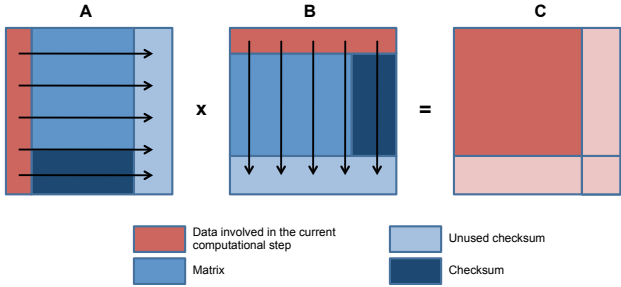 A
B
C
x
=
Data involved in the current
computational step
Unused checksum
Matrix
Checksum